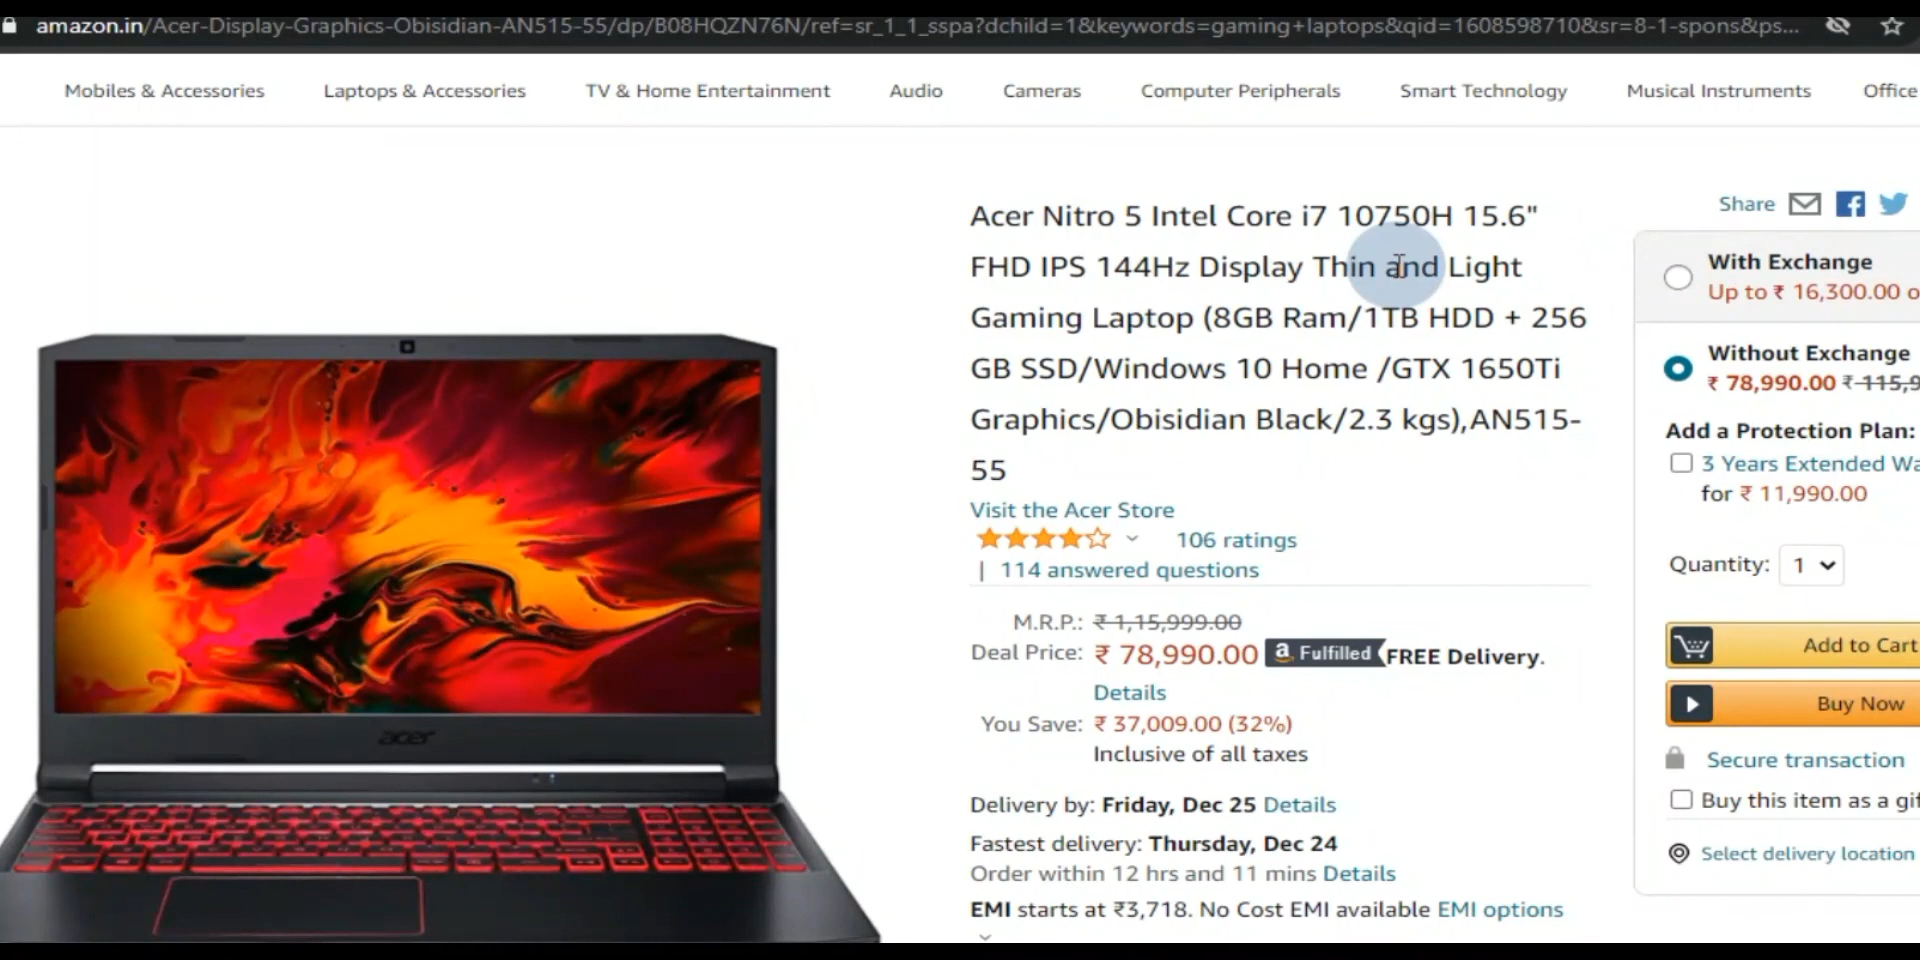 amazon.in/Acer-Display-Graphics-Obisidian-AN515-55/dp/B08HQZN76N/ref=sr_1_1_sspa?dchild=1&keywords=gaming+laptops&qid=1608598710&sr=8-1-spons&ps...
Mobiles & Accessories Laptops & Accessories TV & Home Entertainment Audio Cameras Computer Peripherals Smart Technology Musical Instruments Office
Share
Acer Nitro 5 Intel Core i7 10750H 15.6"
FHD IPS 144Hz Display Thin and Light
Gaming Laptop (8GB Ram/1TB HDD + 256
GB SSD/Windows 10 Home /GTX 1650Ti
Graphics/Obisidian Black/2.3 kgs),AN515-
55
Visit the Acer Store
106 ratings
| 114 answered questions
M.R.P.: ₹ 1,15,999.00
Deal Price: ₹ 78,990.00 a Fulfilled FREE Delivery.
Details
You Save: ₹ 37,009.00 (32%)
Inclusive of all taxes
Delivery by: Friday, Dec 25 Details
Fastest delivery: Thursday, Dec 24
Order within 12 hrs and 11 mins Details
EMI starts at ₹3,718. No Cost EMI available EMI options
With Exchange
Up to ₹ 16,300.00 o
Without Exchange
₹ 78,990.00 ₹ 115,9
Add a Protection Plan:
3 Years Extended Wa
for ₹ 11,990.00
Quantity: 1
Add to Cart
Buy Now
Secure transaction
Buy this item as a gif
Select delivery location
acer